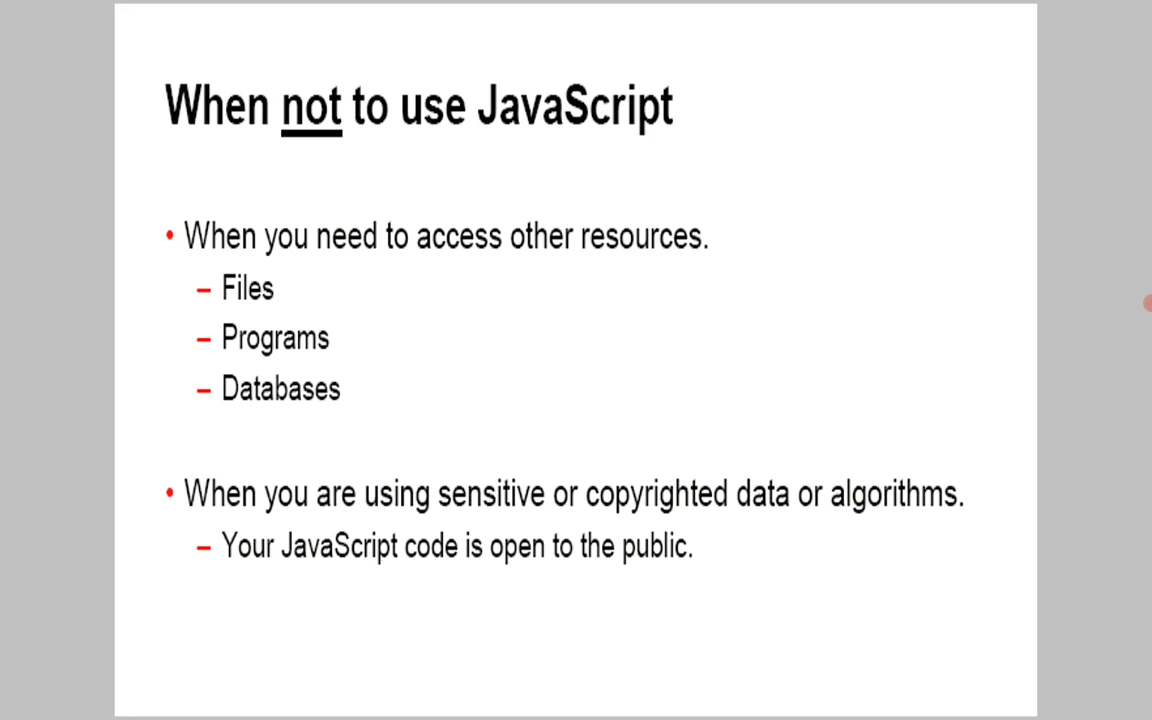 When not to use JavaScript
• When you need to access other resources.
– Files
– Programs
– Databases
• When you are using sensitive or copyrighted data or algorithms.
– Your JavaScript code is open to the public.